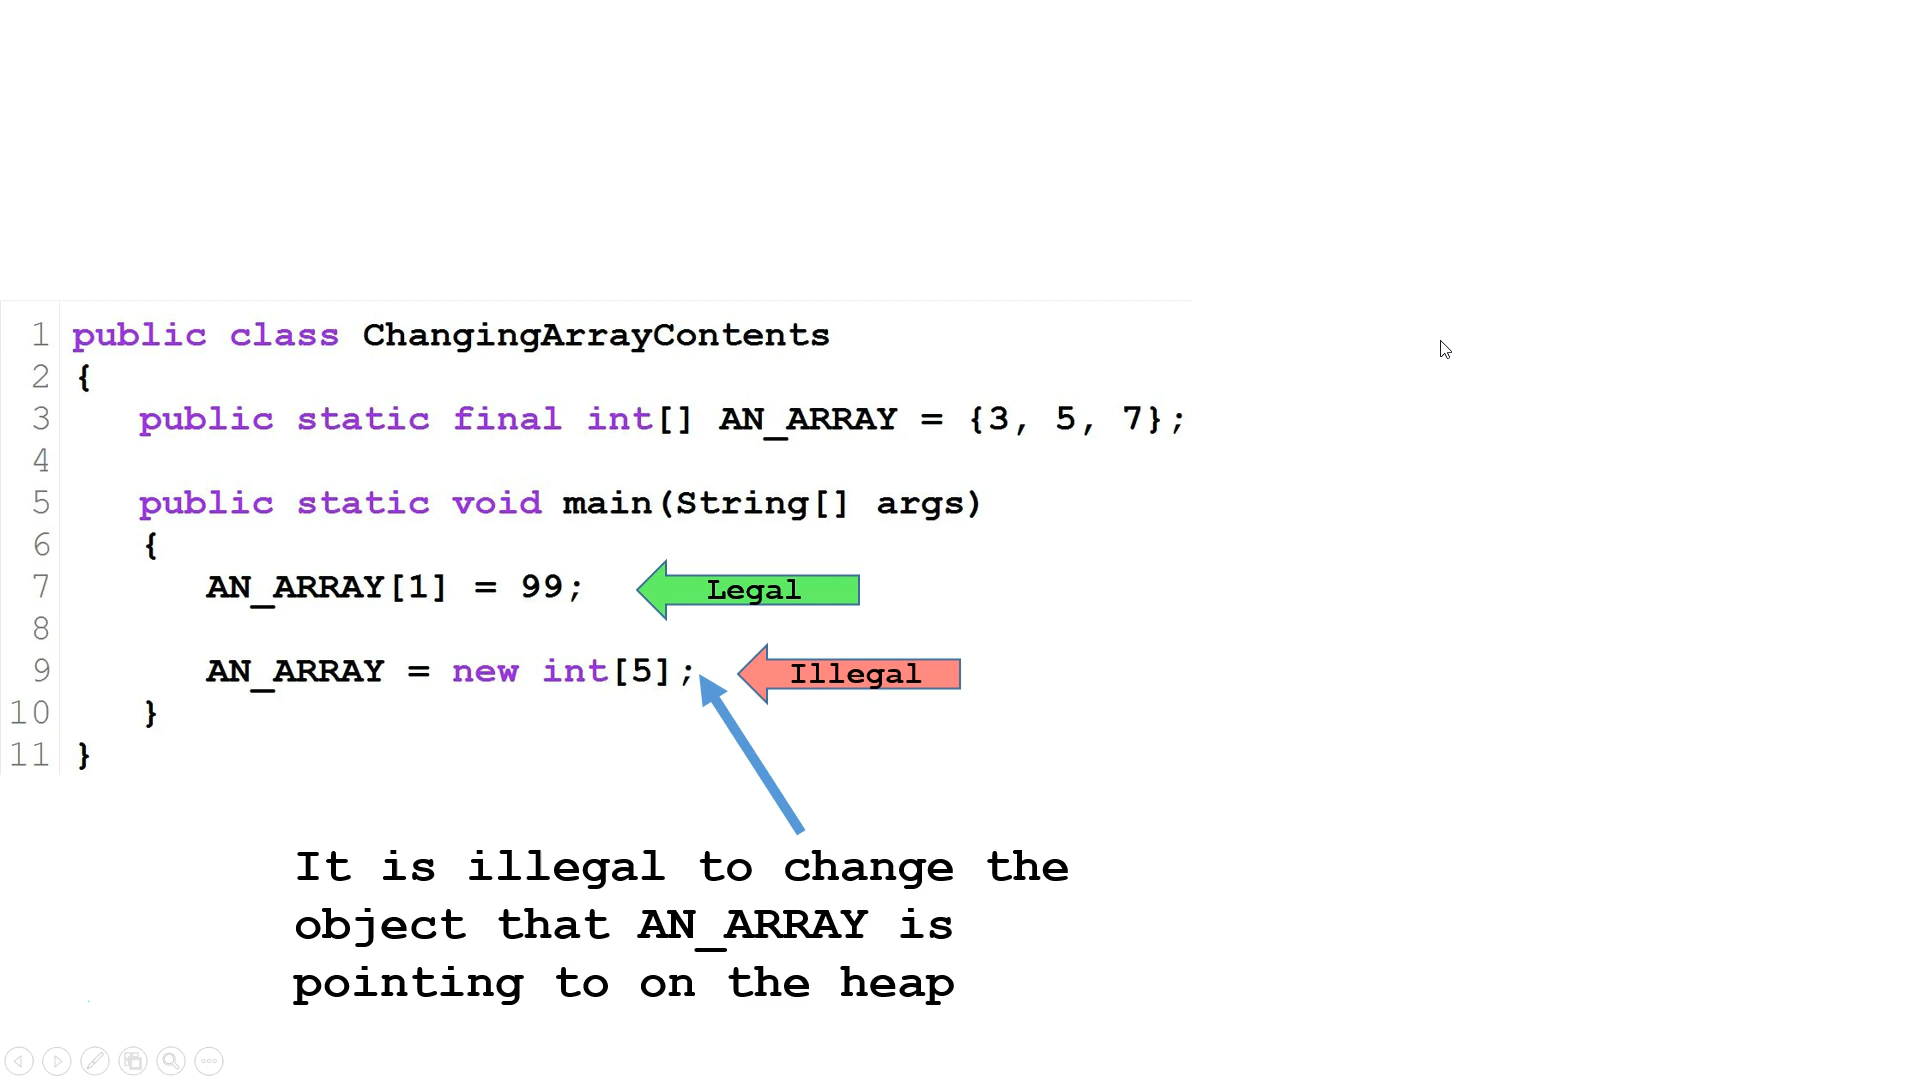 1 public class ChangingArrayContents
2 {
3 public static final int[] AN_ARRAY = {3, 5, 7};
4
5 public static void main(String[] args)
6 {
7 AN_ARRAY[1] = 99; Legal
8
9 AN_ARRAY = new int[5]; Illegal
10 }
11 }
It is illegal to change the
object that AN_ARRAY is
pointing to on the heap